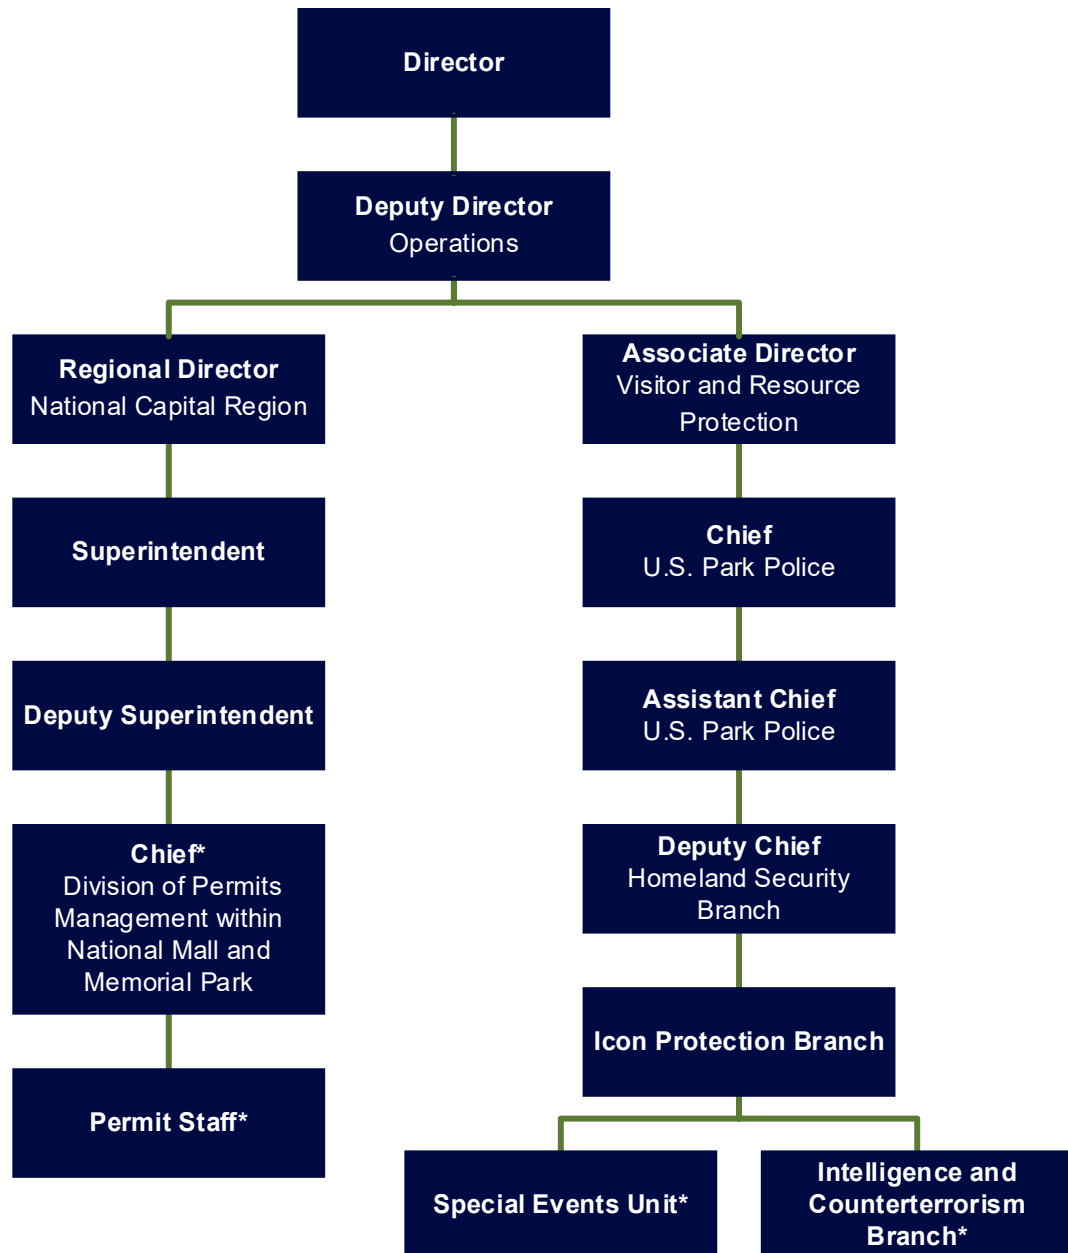 Director
Deputy Director
Operations
Regional Director
National Capital Region
Associate Director
Visitor and Resource
Protection
Superintendent
Chief
U.S. Park Police
Deputy Superintendent
Assistant Chief
U.S. Park Police
Chief*
Division of Permits
Management within
National Mall and
Memorial Park
Deputy Chief
Homeland Security
Branch
Icon Protection Branch
Permit Staff*
Special Events Unit*
Intelligence and
Counterterrorism
Branch*